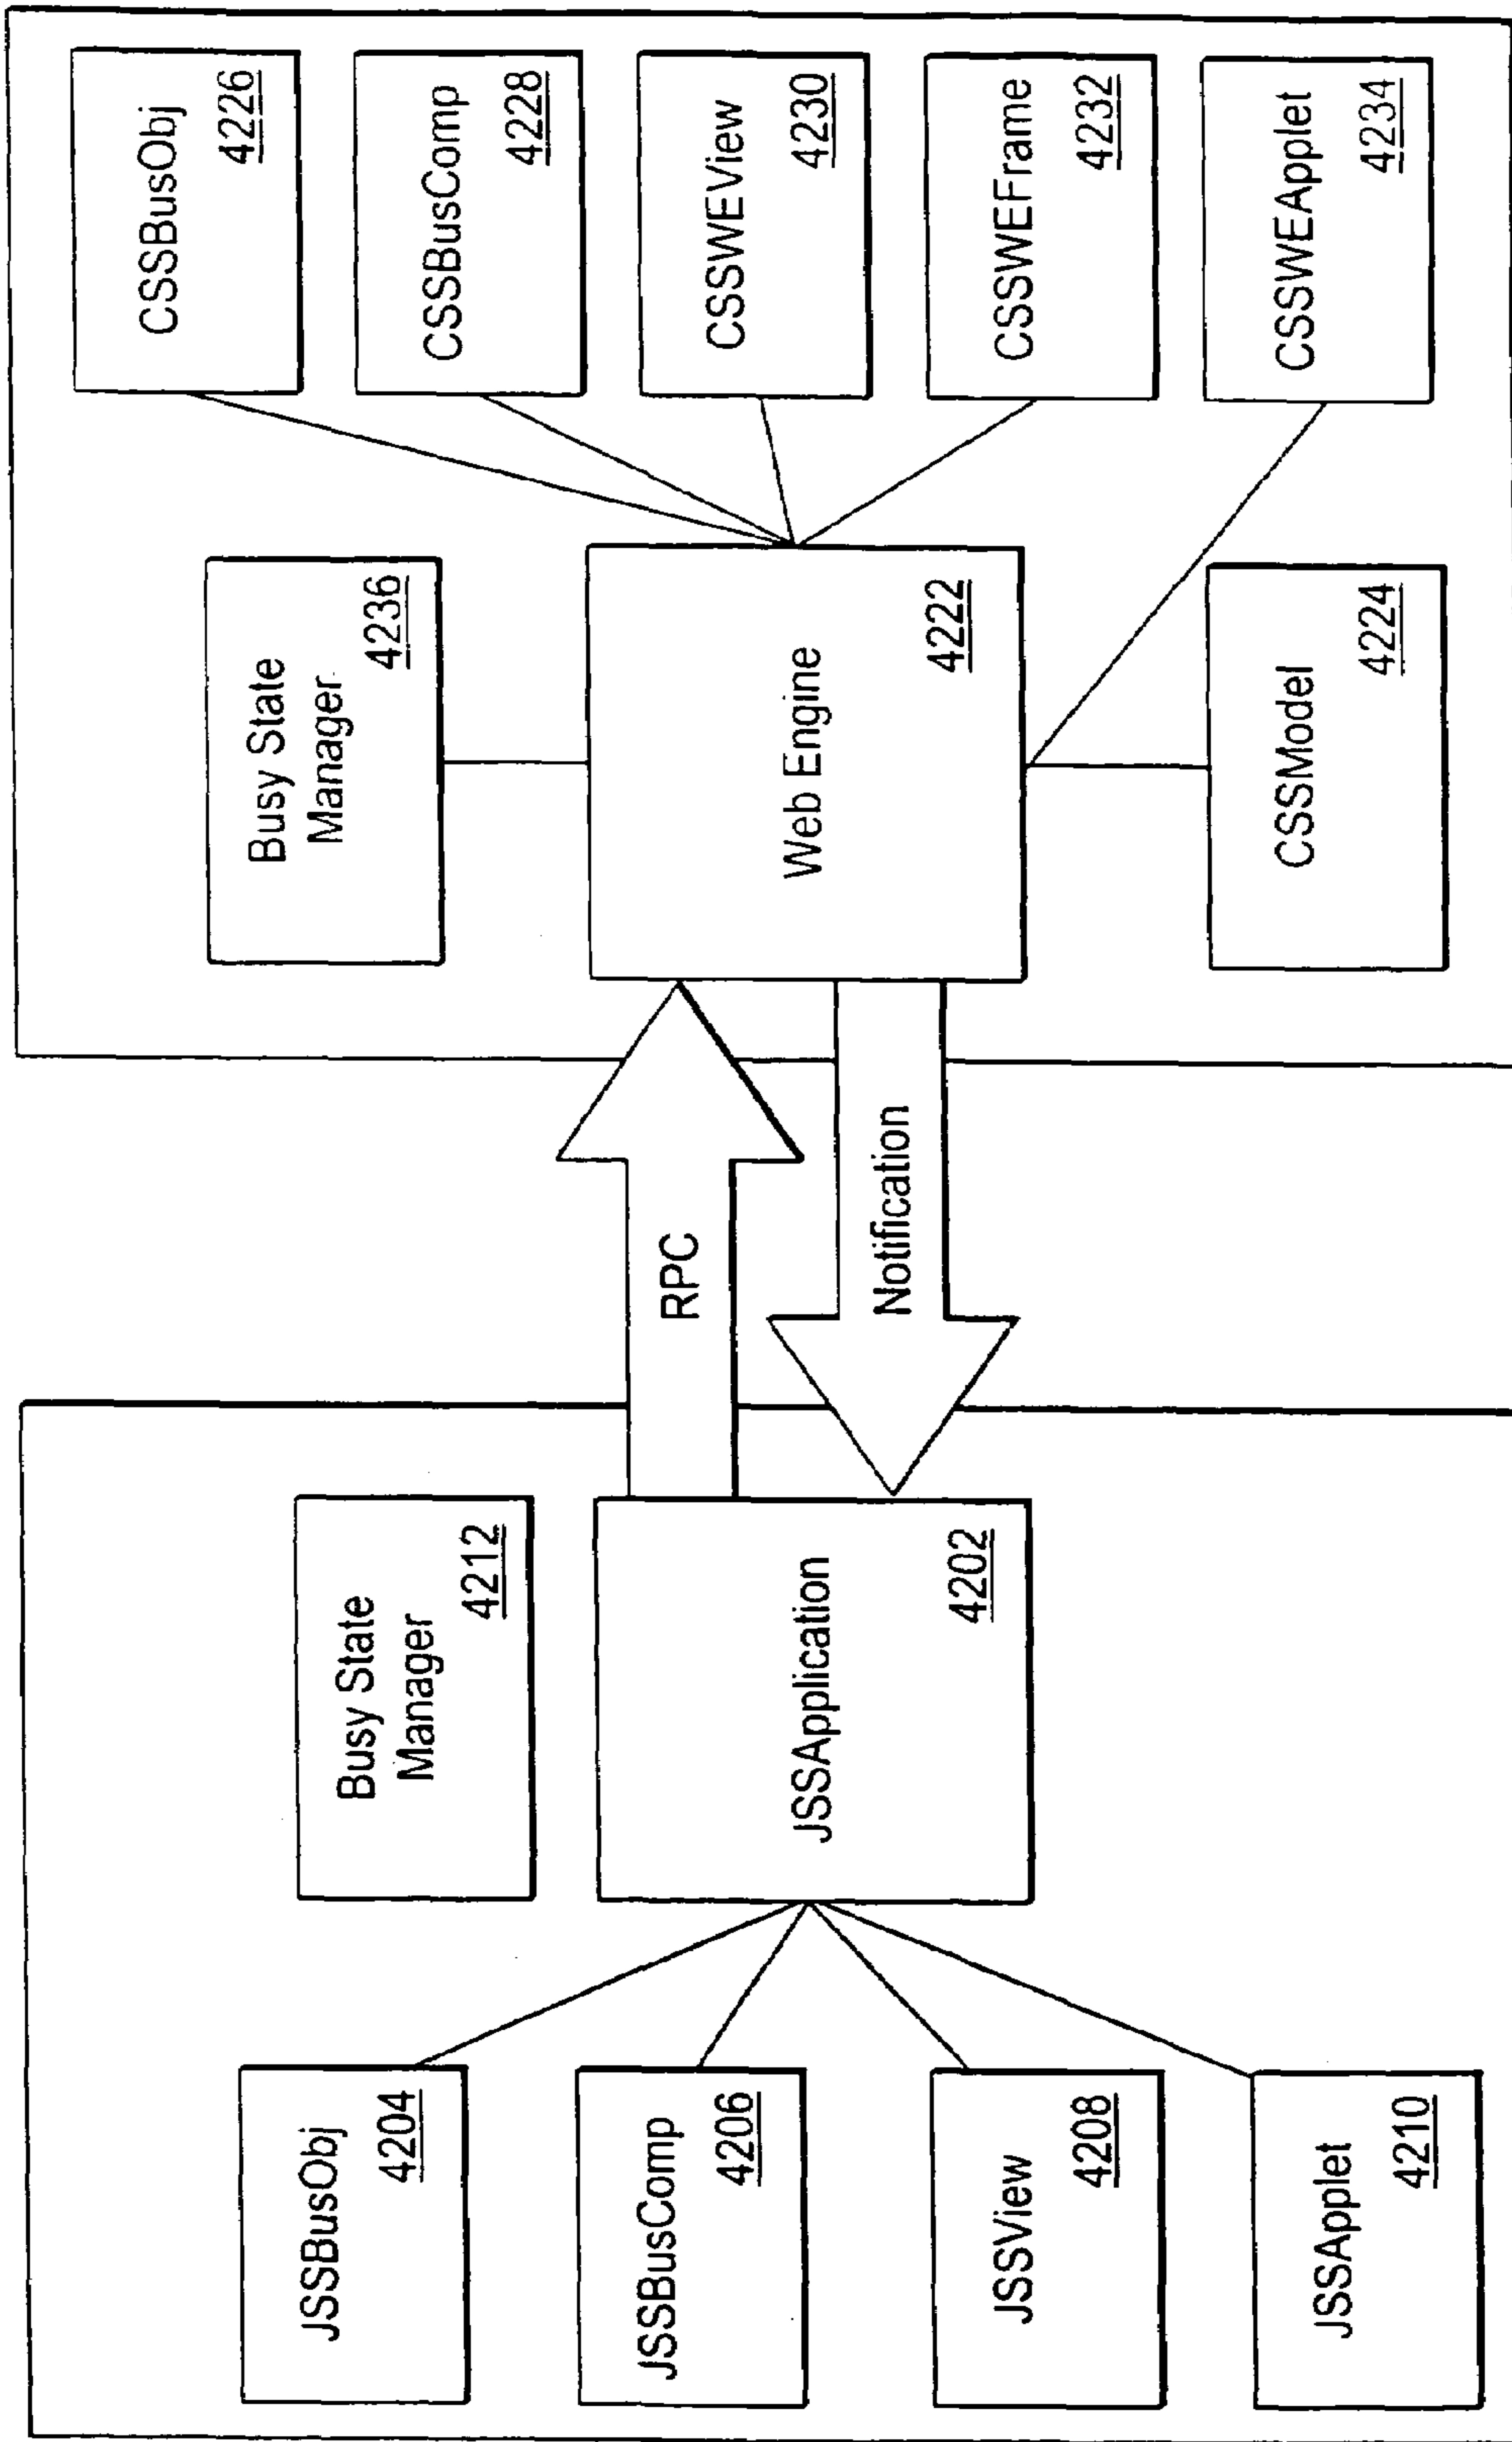 JSSBusObj
4204
JSSBusComp
4206
JSSView
4208
JSSApplet
4210
Busy State
Manager
4212
JSSApplication
4202
RPC
Notification
Busy State
Manager
4236
Web Engine
4222
CSSModel
4224
CSSBusObj
4226
CSSBusComp
4228
CSSWEView
4230
CSSWEFrame
4232
CSSWEApplet
4234